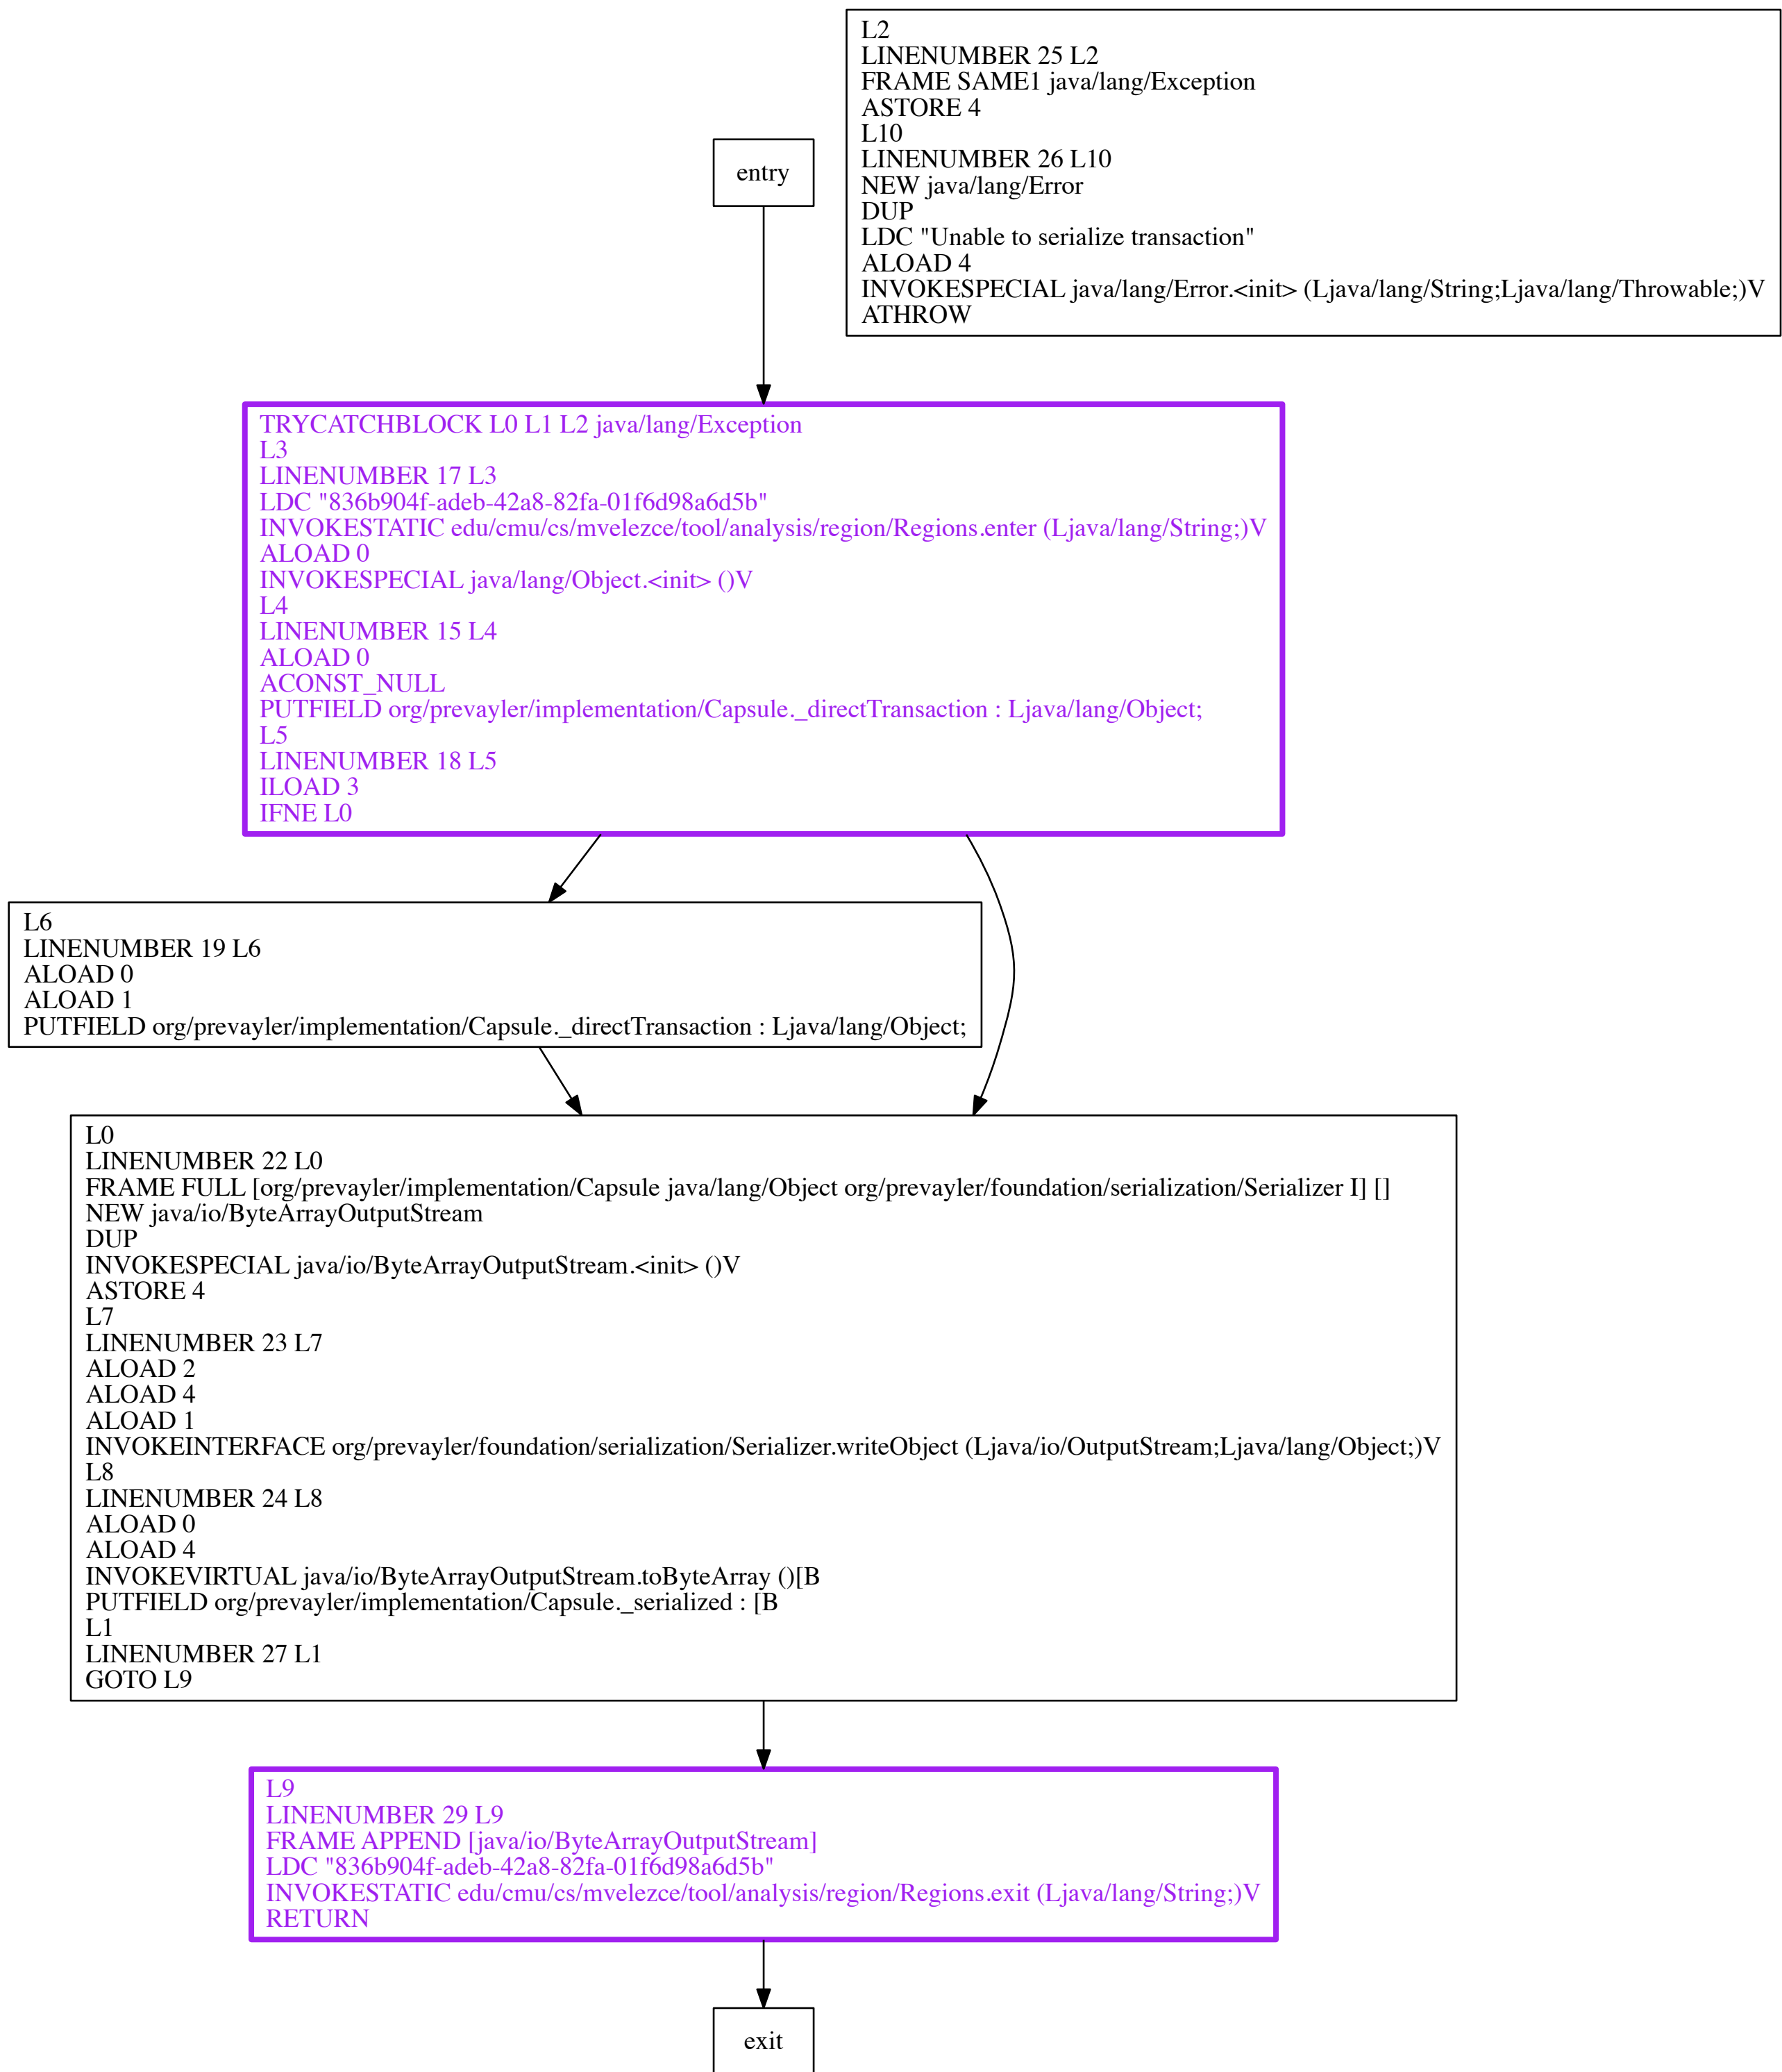 L2
LINENUMBER 25 L2
FRAME SAME1 java/lang/Exception
ASTORE 4
L10
LINENUMBER 26 L10
NEW java/lang/Error
DUP
LDC "Unable to serialize transaction"
ALOAD 4
INVOKESPECIAL java/lang/Error.<init> (Ljava/lang/String;Ljava/lang/Throwable;)V
ATHROW
entry
TRYCATCHBLOCK L0 L1 L2 java/lang/Exception
L3
LINENUMBER 17 L3
LDC "836b904f-adeb-42a8-82fa-01f6d98a6d5b"
INVOKESTATIC edu/cmu/cs/mvelezce/tool/analysis/region/Regions.enter (Ljava/lang/String;)V
ALOAD 0
INVOKESPECIAL java/lang/Object.<init> ()V
L4
LINENUMBER 15 L4
ALOAD 0
ACONST_NULL
PUTFIELD org/prevayler/implementation/Capsule._directTransaction : Ljava/lang/Object;
L5
LINENUMBER 18 L5
ILOAD 3
IFNE L0
L6
LINENUMBER 19 L6
ALOAD 0
ALOAD 1
PUTFIELD org/prevayler/implementation/Capsule._directTransaction : Ljava/lang/Object;
L0
LINENUMBER 22 L0
FRAME FULL [org/prevayler/implementation/Capsule java/lang/Object org/prevayler/foundation/serialization/Serializer I] []
NEW java/io/ByteArrayOutputStream
DUP
INVOKESPECIAL java/io/ByteArrayOutputStream.<init> ()V
ASTORE 4
L7
LINENUMBER 23 L7
ALOAD 2
ALOAD 4
ALOAD 1
INVOKEINTERFACE org/prevayler/foundation/serialization/Serializer.writeObject (Ljava/io/OutputStream;Ljava/lang/Object;)V
L8
LINENUMBER 24 L8
ALOAD 0
ALOAD 4
INVOKEVIRTUAL java/io/ByteArrayOutputStream.toByteArray ()[B
PUTFIELD org/prevayler/implementation/Capsule._serialized : [B
L1
LINENUMBER 27 L1
GOTO L9
L9
LINENUMBER 29 L9
FRAME APPEND [java/io/ByteArrayOutputStream]
LDC "836b904f-adeb-42a8-82fa-01f6d98a6d5b"
INVOKESTATIC edu/cmu/cs/mvelezce/tool/analysis/region/Regions.exit (Ljava/lang/String;)V
RETURN
exit